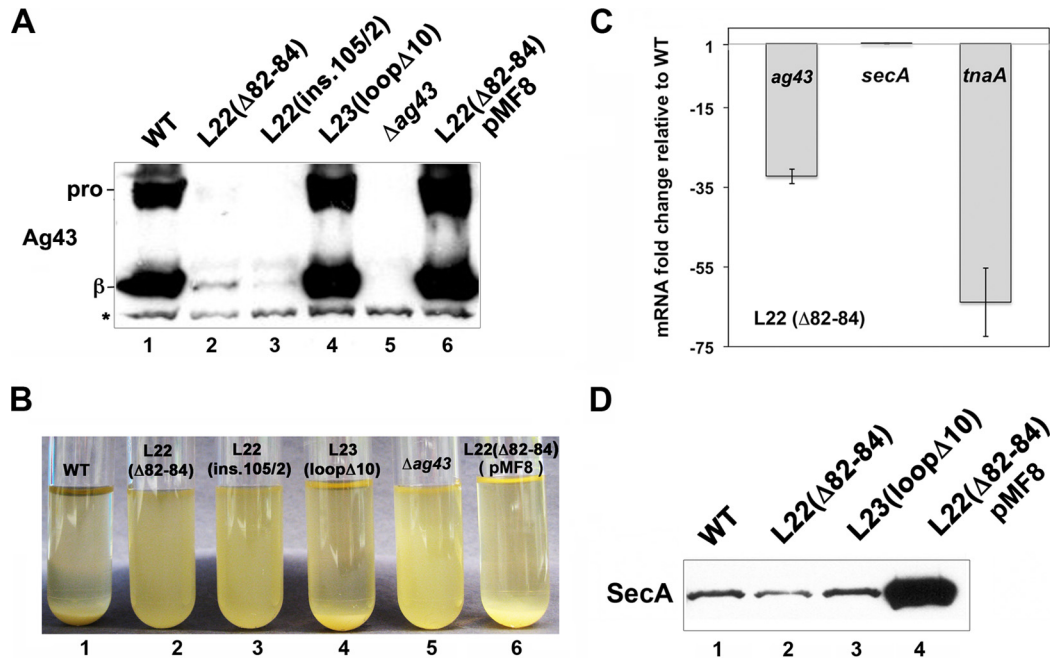 A
WT
L22(Δ82-84)
L22(ins.105/2)
L23(loopΔ10)
Δag43
L22(Δ82-84)
pMF8
pro
Ag43
β
*
1 2 3 4 5 6
B
WT
L22
(Δ82-84)
L22
(ins.105/2)
L23
(loopΔ10)
Δag43
L22(Δ82-84)
(pMF8)
1 2 3 4 5 6
C
mRNA fold change relative to WT
1
-15
-35
-55
-75
ag43
secA
tnaA
L22 (Δ82-84)
D
WT
L22(Δ82-84)
L23(loopΔ10)
L22(Δ82-84)
pMF8
SecA
1 2 3 4